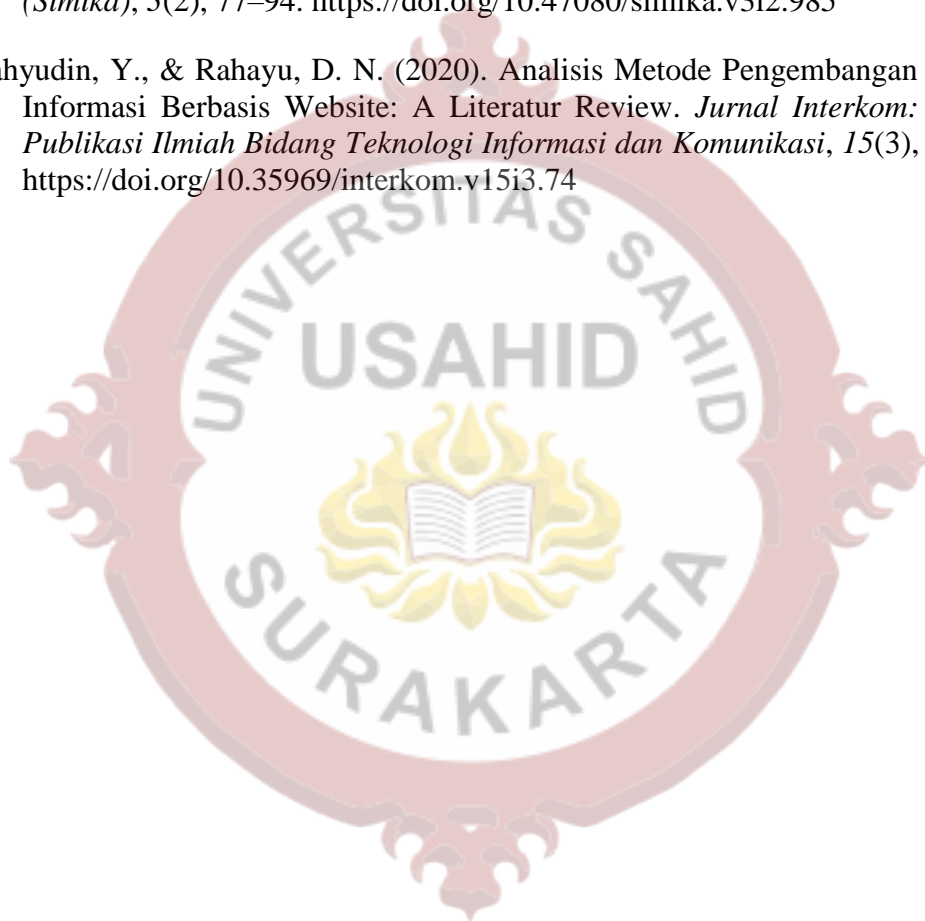 (Simika), 3(2), 77–94. https://doi.org/10.47080/simika.v3i2.985
ahyudin, Y., & Rahayu, D. N. (2020). Analisis Metode Pengembangan
Informasi Berbasis Website: A Literatur Review. Jurnal Interkom:
Publikasi Ilmiah Bidang Teknologi Informasi dan Komunikasi, 15(3),
https://doi.org/10.35969/interkom.v15i3.74
UNIVERSITAS SAHID
USAHID
SURAKARTA